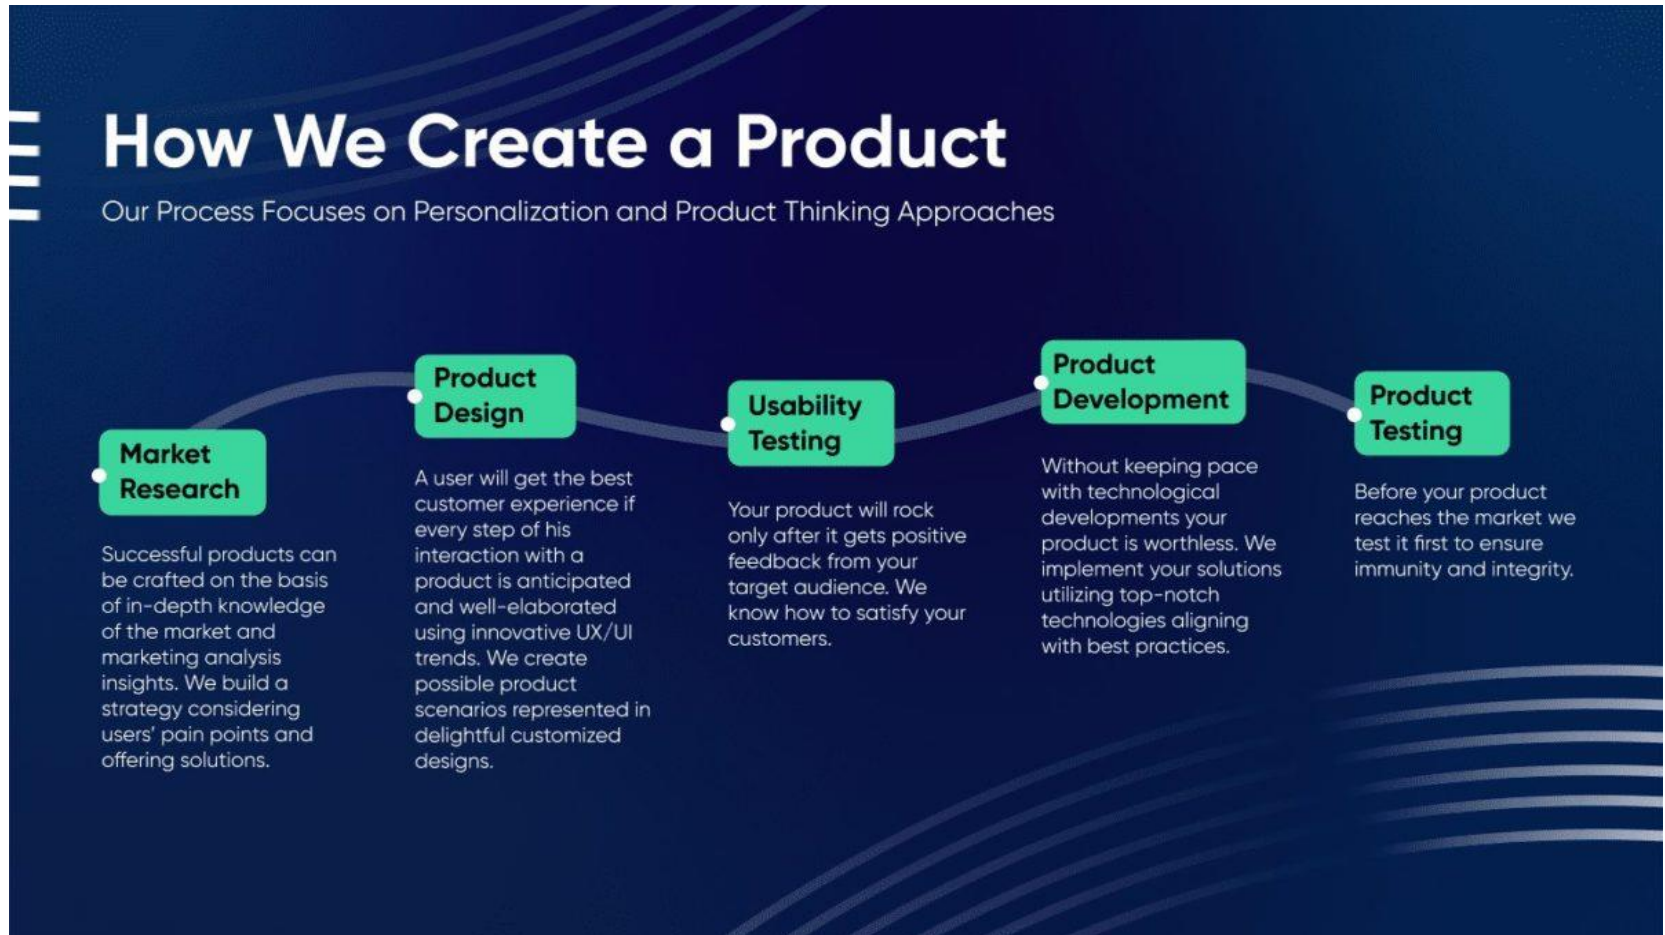 How We Create a Product
Our Process Focuses on Personalization and Product Thinking Approaches
Market
Research
Successful products can
be crafted on the basis
of in-depth knowledge
of the market and
marketing analysis
insights. We build a
strategy considering
users' pain points and
offering solutions.
Product
Design
A user will get the best
customer experience if
every step of his
interaction with a
product is anticipated
and well-elaborated
using innovative UX/UI
trends. We create
possible product
scenarios represented in
delightful customized
designs.
Usability
Testing
Your product will rock
only after it gets positive
feedback from your
target audience. We
know how to satisfy your
customers.
Product
Development
Without keeping pace
with technological
developments your
product is worthless. We
implement your solutions
utilizing top-notch
technologies aligning
with best practices.
Product
Testing
Before your product
reaches the market we
test it first to ensure
immunity and integrity.